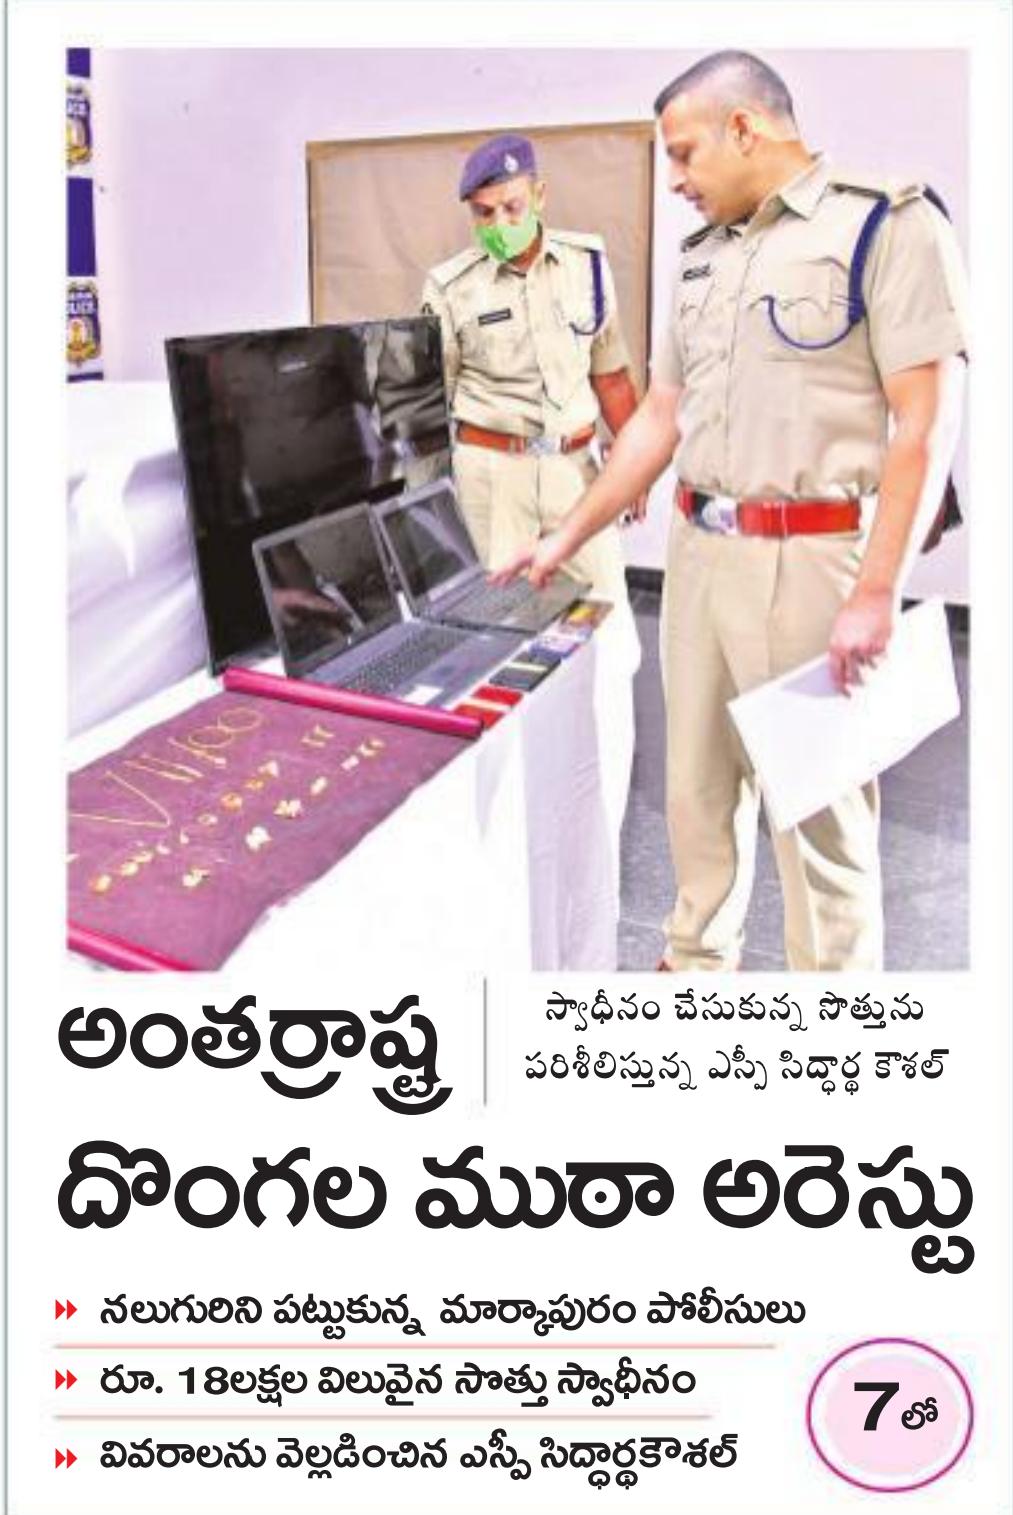 స్వాధీనం చేసుకున్న సొత్తును
పరిశీలిస్తున్న ఎస్పీ సిద్ధార్థ కౌశల్
అంతర్రాష్ట్ర
దొంగల ముఠా అరెస్టు
నలుగురిని పట్టుకున్న మార్కాపురం పోలీసులు
రూ. 18లక్షల విలువైన సొత్తు స్వాధీనం
వివరాలను వెల్లడించిన ఎస్పీ సిద్ధార్థకౌశల్
7లో